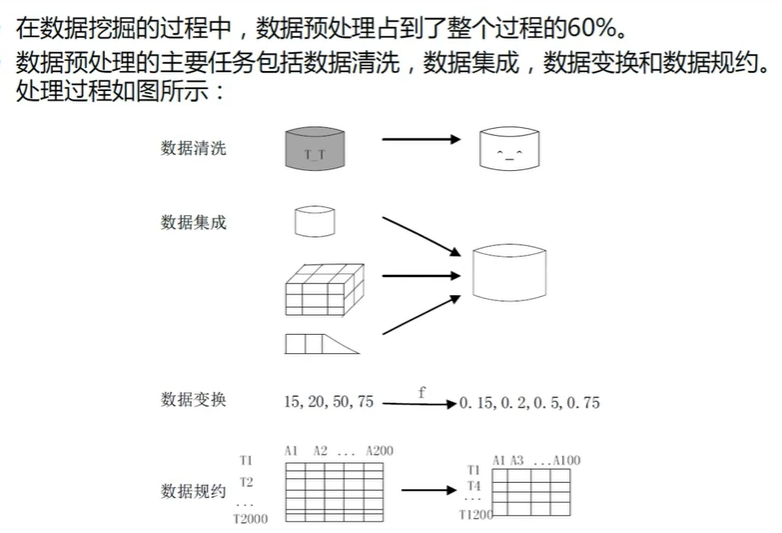 在数据挖掘的过程中，数据预处理占到了整个过程的60%。
数据预处理的主要任务包括数据清洗，数据集成，数据变换和数据规约。
处理过程如图所示：
数据清洗
T_T
^_^
数据集成
数据变换
15,20,50,75
f
0.15,0.2,0.5,0.75
数据规约
A1 A2 ... A200
T1
T2
...
T2000
A1 A3 ...A100
T1
T4
...
T1200